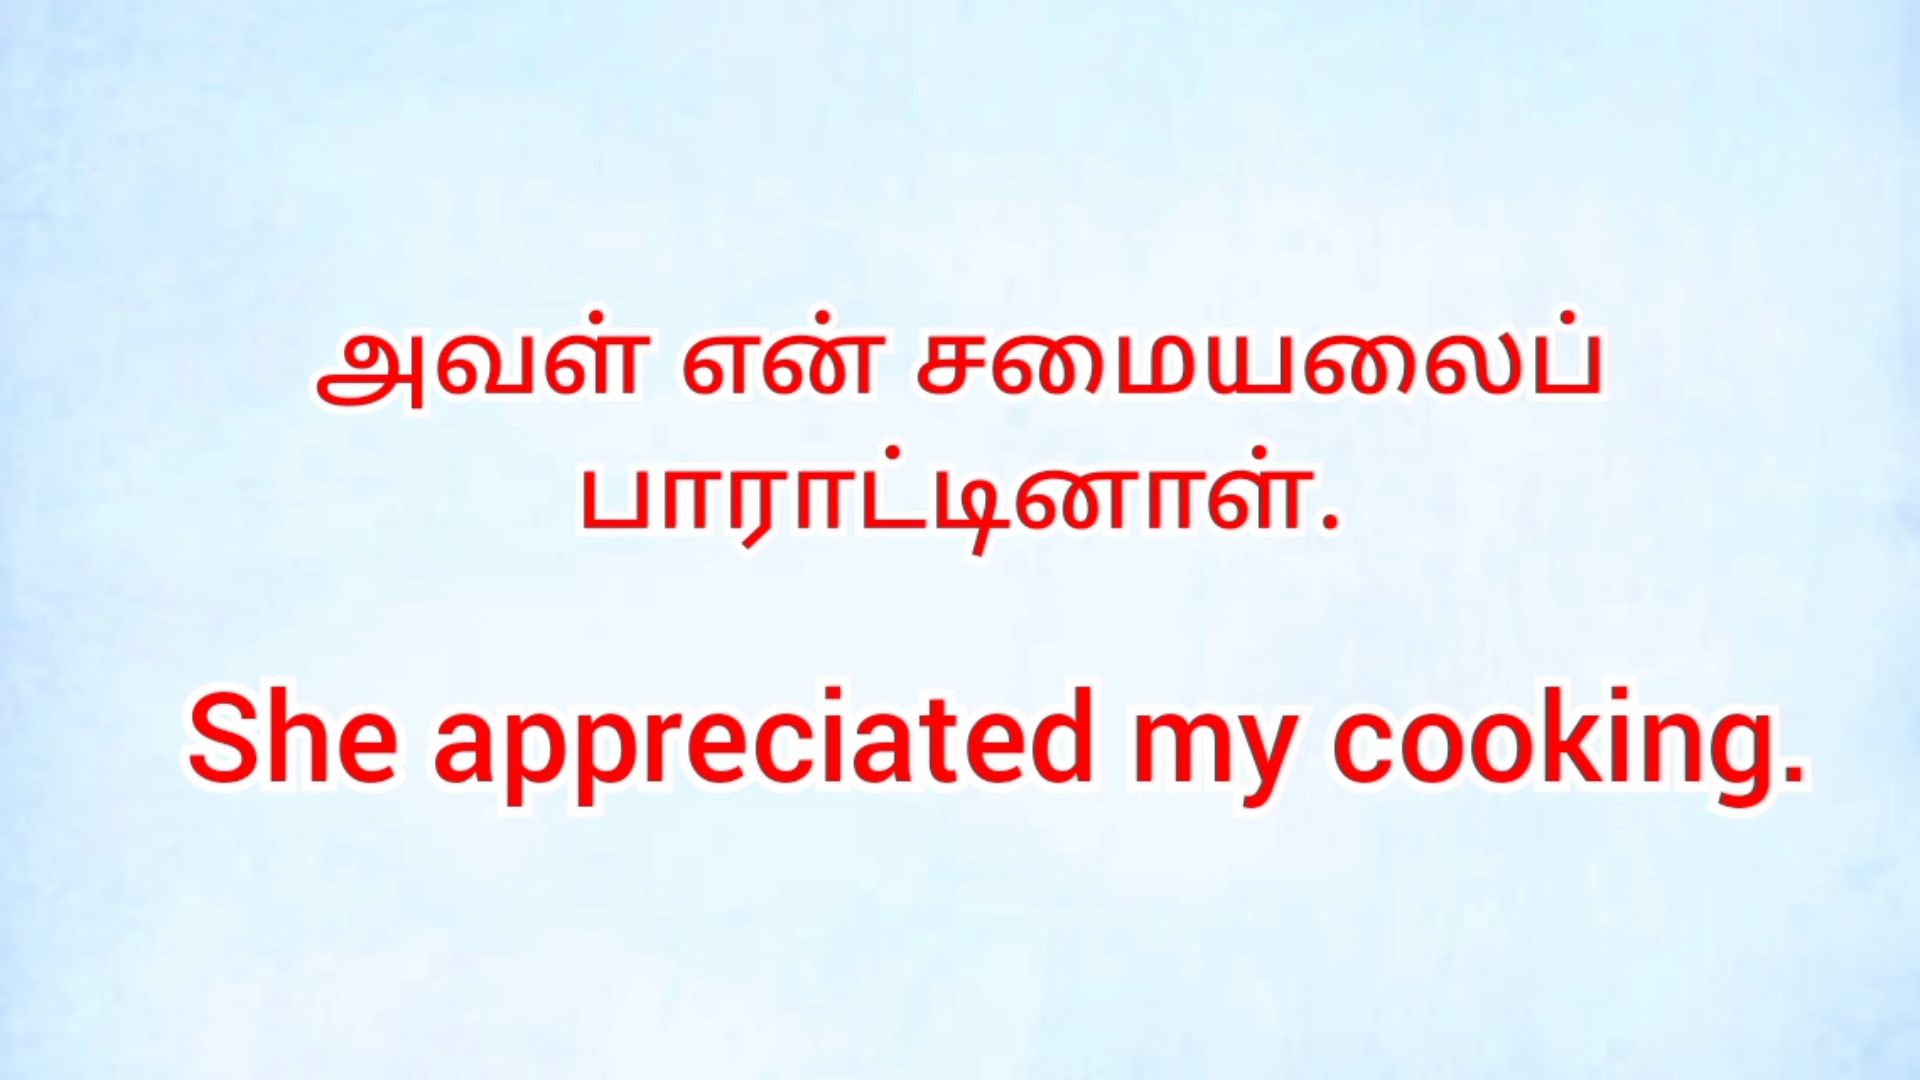 அவள் என் சமையலைப்
பாராட்டினாள்.
She appreciated my cooking.